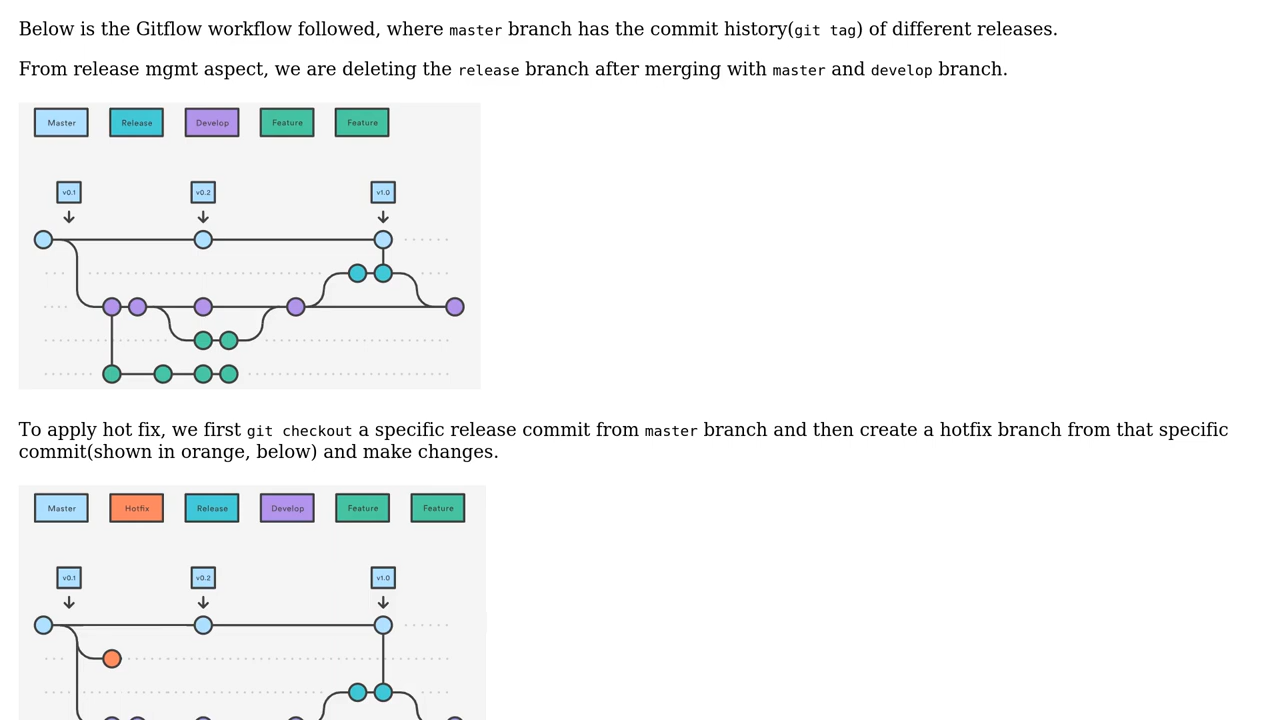 Below is the Gitflow workflow followed, where master branch has the commit history(git tag) of different releases.
From release mgmt aspect, we are deleting the release branch after merging with master and develop branch.
Master Release Develop Feature Feature
v0.1 v0.2 v1.0
To apply hot fix, we first git checkout a specific release commit from master branch and then create a hotfix branch from that specific
commit(shown in orange, below) and make changes.
Master Hotfix Release Develop Feature Feature
v0.1 v0.2 v1.0